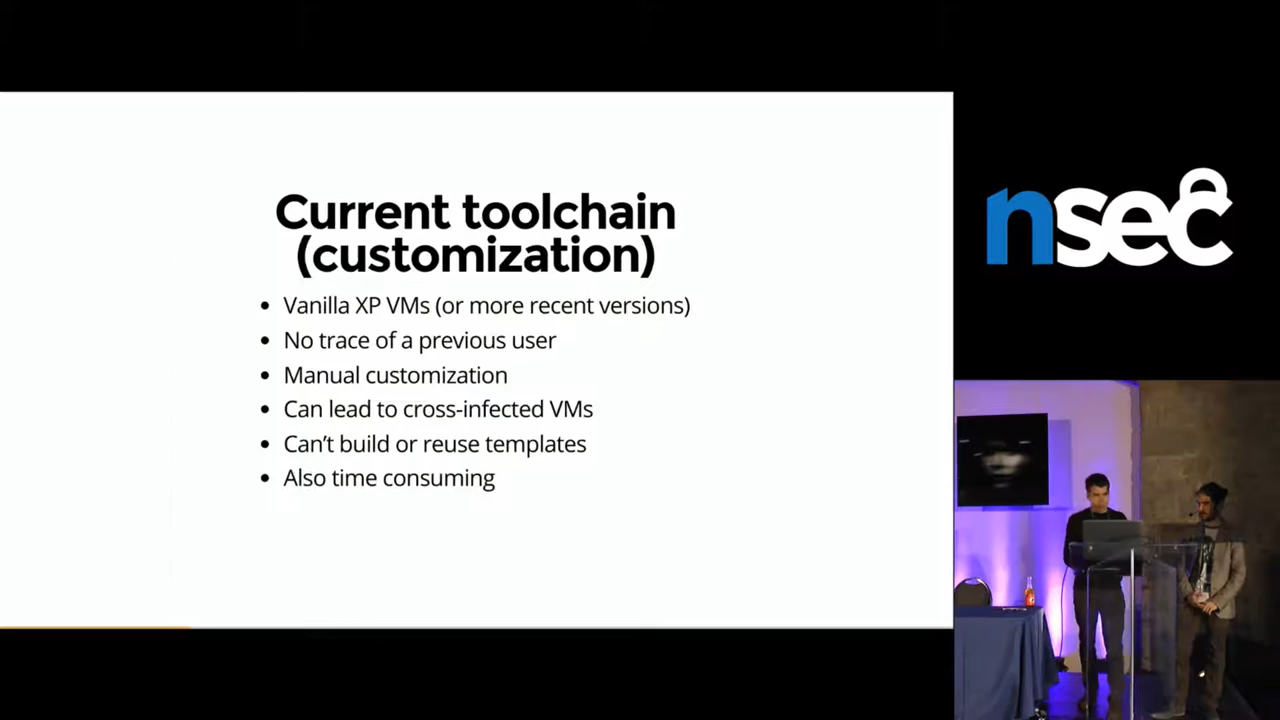 Current toolchain
(customization)
• Vanilla XP VMs (or more recent versions)
• No trace of a previous user
• Manual customization
• Can lead to cross-infected VMs
• Can’t build or reuse templates
• Also time consuming
nsec